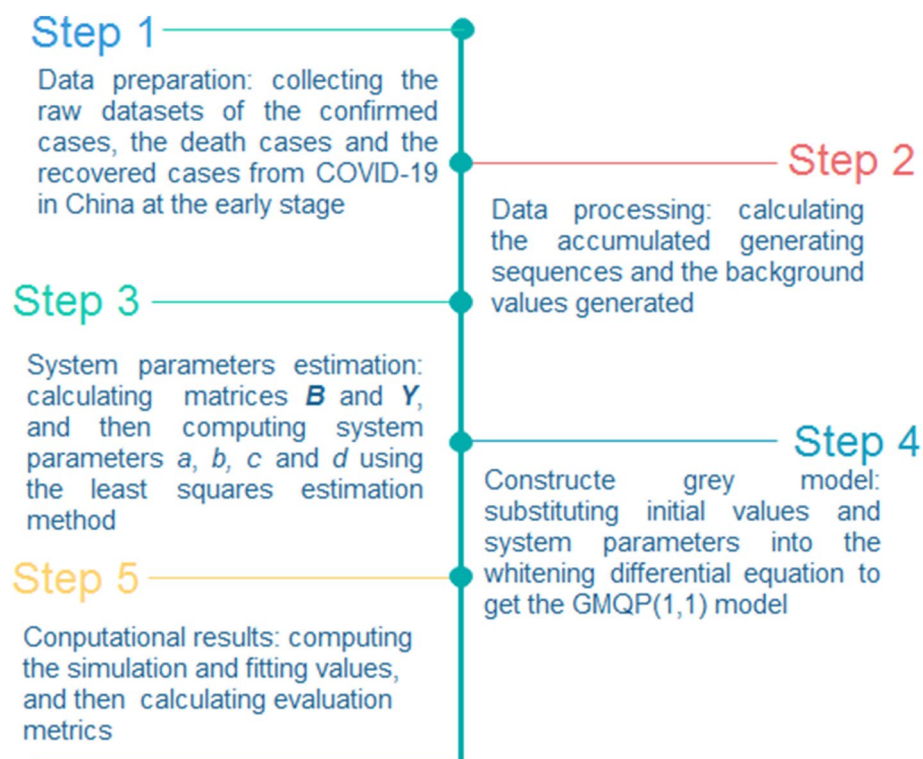 Step 1
Data preparation: collecting the
raw datasets of the confirmed
cases, the death cases and the
recovered cases from COVID-19
in China at the early stage
Step 2
Data processing: calculating
the accumulated generating
sequences and the background
values generated
Step 3
System parameters estimation:
calculating matrices B and Y,
and then computing system
parameters a, b, c and d using
the least squares estimation
method
Step 4
Constructe grey model:
substituting initial values and
system parameters into the
whitening differential equation to
get the GMQP(1,1) model
Step 5
Conputational results: computing
the simulation and fitting values,
and then calculating evaluation
metrics